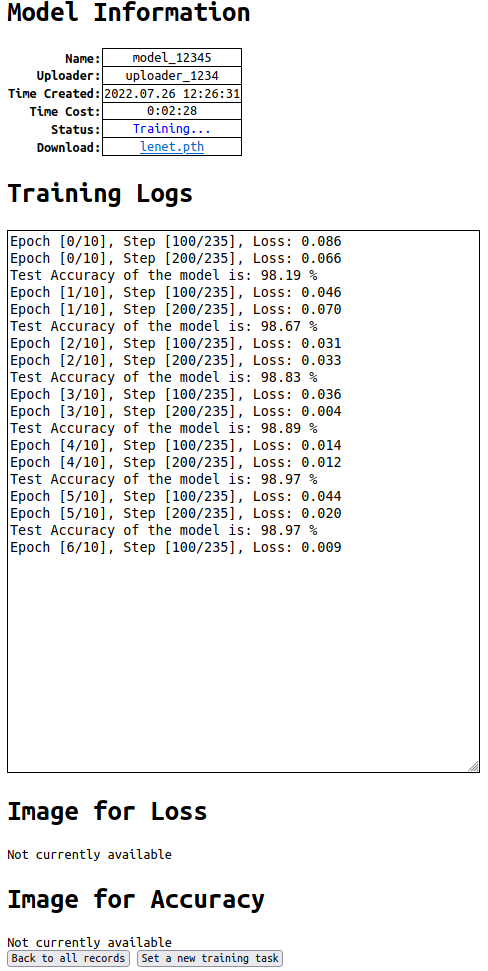 Model Information
Name: model_12345
Uploader: uploader_1234
Time Created: 2022.07.26 12:26:31
Time Cost: 0:02:28
Status: Training...
Download: lenet.pth
Training Logs
Epoch [0/10], Step [100/235], Loss: 0.086
Epoch [0/10], Step [200/235], Loss: 0.066
Test Accuracy of the model is: 98.19 %
Epoch [1/10], Step [100/235], Loss: 0.046
Epoch [1/10], Step [200/235], Loss: 0.070
Test Accuracy of the model is: 98.67 %
Epoch [2/10], Step [100/235], Loss: 0.031
Epoch [2/10], Step [200/235], Loss: 0.033
Test Accuracy of the model is: 98.83 %
Epoch [3/10], Step [100/235], Loss: 0.036
Epoch [3/10], Step [200/235], Loss: 0.004
Test Accuracy of the model is: 98.89 %
Epoch [4/10], Step [100/235], Loss: 0.014
Epoch [4/10], Step [200/235], Loss: 0.012
Test Accuracy of the model is: 98.97 %
Epoch [5/10], Step [100/235], Loss: 0.044
Epoch [5/10], Step [200/235], Loss: 0.020
Test Accuracy of the model is: 98.97 %
Epoch [6/10], Step [100/235], Loss: 0.009
Image for Loss
Not currently available
Image for Accuracy
Not currently available
Back to all records Set a new training task